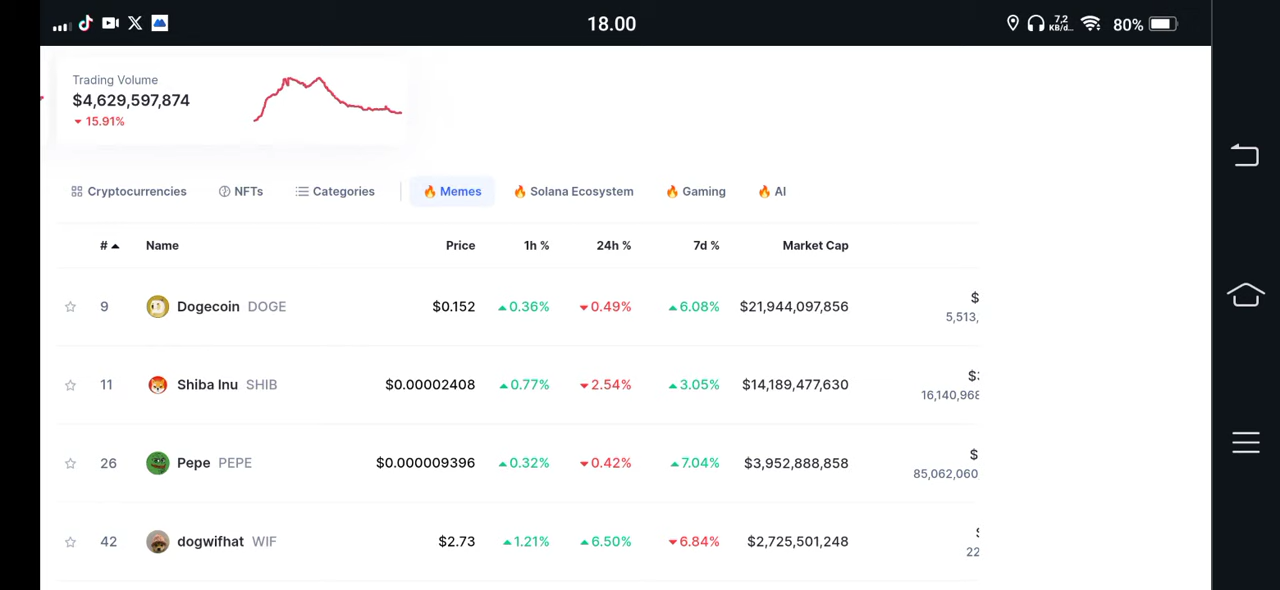 18.00
7,2
KB/d...
80%
Trading Volume
$4,629,597,874
15.91%
Cryptocurrencies NFTs Categories Memes Solana Ecosystem Gaming AI
# Name Price 1h % 24h % 7d % Market Cap
9 Dogecoin DOGE $0.152 0.36% 0.49% 6.08% $21,944,097,856 $
5,513,
11 Shiba Inu SHIB $0.00002408 0.77% 2.54% 3.05% $14,189,477,630 $
16,140,968
26 Pepe PEPE $0.000009396 0.32% 0.42% 7.04% $3,952,888,858 $
85,062,060
42 dogwifhat WIF $2.73 1.21% 6.50% 6.84% $2,725,501,248
22